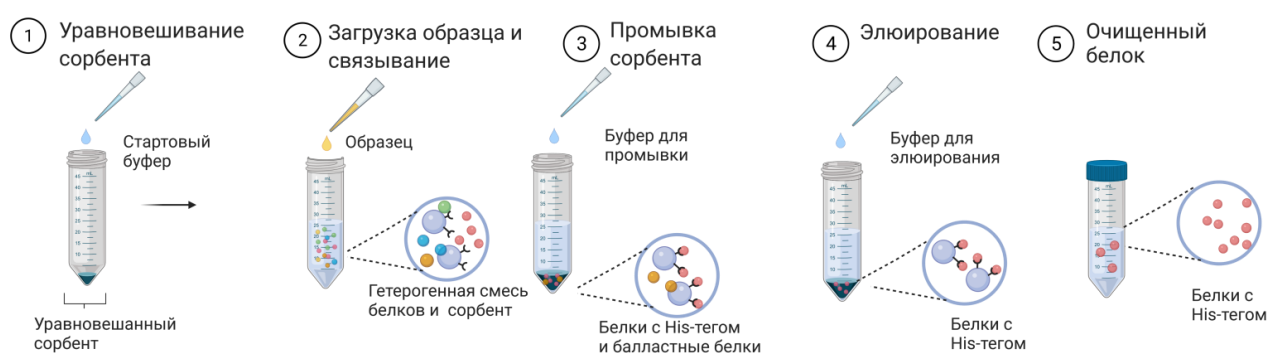 1
Уравновешивание
сорбента
Стартовый
буфер
Уравновешанный
сорбент
2
Загрузка образца и
связывание
Образец
Гетерогенная смесь
белков и сорбент
3
Промывка
сорбента
Буфер для
промывки
Белки с His-тегом
и балластные белки
4
Элюирование
Буфер для
элюирования
Белки с
His-тегом
5
Очищенный
белок
Белки с
His-тегом